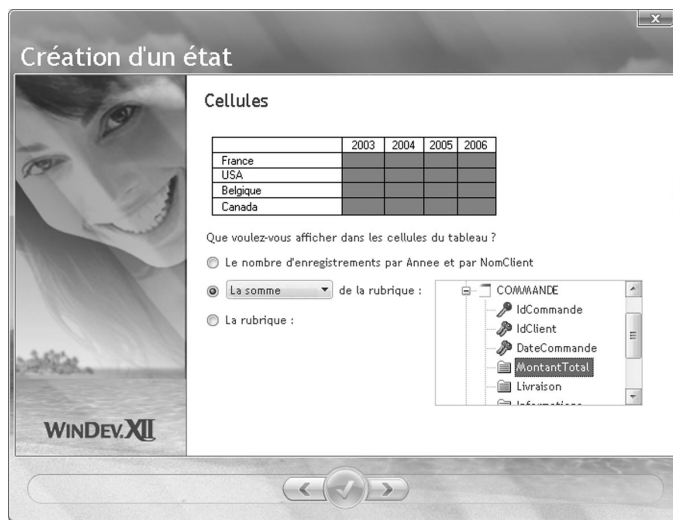 x
Création d'un état
Cellules
2003 2004 2005 2006
France
USA
Belgique
Canada
Que voulez-vous afficher dans les cellules du tableau ?
Le nombre d'enregistrements par Annee et par NomClient
La somme de la rubrique :
COMMANDE
IdCommande
IdClient
La rubrique :
DateCommande
MontantTotal
Livraison
Informations
WINDEV.XII